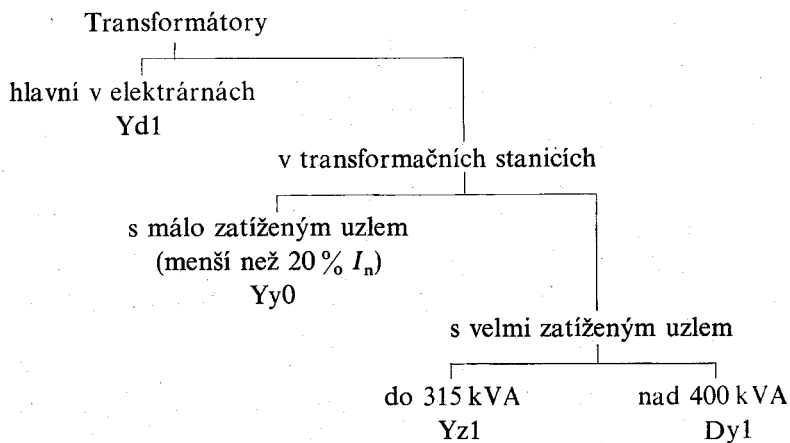 Transformátory
hlavní v elektrárnách
Yd1
v transformačních stanicích
s málo zatíženým uzlem
(menší než 20 % In)
Yy0
s velmi zatíženým uzlem
do 315 kVA
Yz1
nad 400 kVA
Dy1